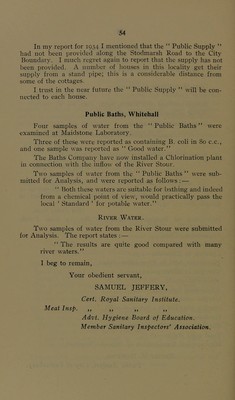 54
In my report for 1934 I mentioned that the " Public Supply "
had not been provided along the Stodmarsh Road to the City
Boundary. I much regret again to report that the supply has not
been provided. A number of houses in this locality get their
supply from a stand pipe; this is a considerable distance from
some of the cottages.
I trust in the near future the " Public Supply " will be con-
nected to each house.
Public Baths, Whitehall
Four samples of water from the " Public Baths " were
examined at Maidstone Laboratory.
Three of these were reported as containing B. coli in 80 c.c.,
and one sample was reported as " Good water."
The Baths Company have now installed a Chlorination plant
in connection with the inflow of the River Stour.
Two samples of water from the " Public Baths " were sub-
mitted for Analysis, and were reported as follows :—
" Both these waters are suitable for bathing and indeed
from a chemical point of view, would practically pass the
local ' Standard ' for potable water."
River Water.
Two samples of water from the River Stour were submitted
for Analysis. The report states :—
" The results are quite good compared with many
river waters."
I beg to remain,
Your obedient servant,
SAMUEL JEFFERY,
Cert. Royal Sanitary Institute.
Meat Insp. " " " "
Advt. Hygiene Board of Education.
Member Sanitary Inspectors' Association.